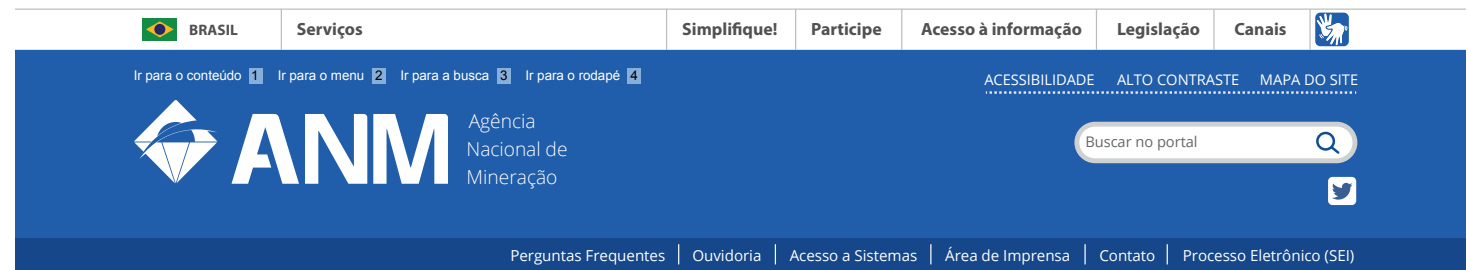 BRASIL Serviços Simplifique! Participe Acesso à informação Legislação Canais
Ir para o conteúdo 1 Ir para o menu 2 Ir para a busca 3 Ir para o rodapé 4
ACESSIBILIDADE ALTO CONTRASTE MAPA DO SITE
ANM
Agência
Nacional de
Mineração
Buscar no portal
Perguntas Frequentes | Ouvidoria | Acesso a Sistemas | Área de Imprensa | Contato | Processo Eletrônico (SEI)